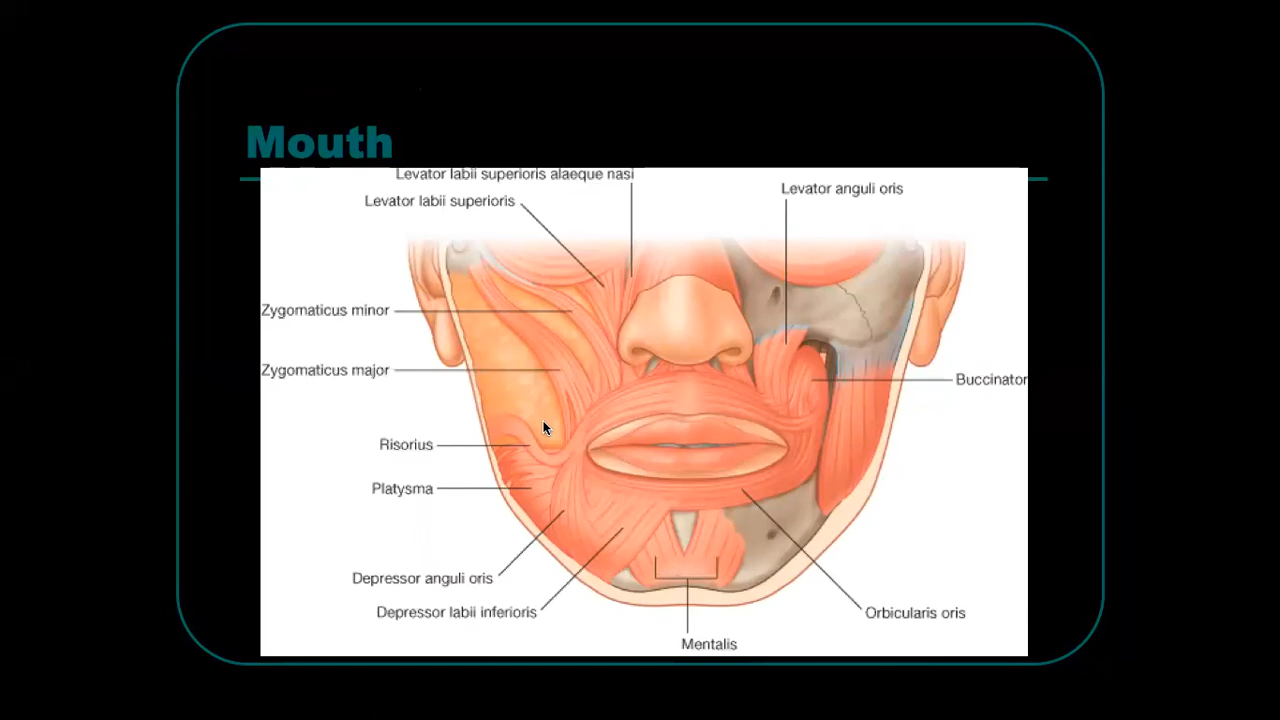 Mouth
Levator labii superioris alaeque nasi
Levator anguli oris
Levator labii superioris
Zygomaticus minor
Zygomaticus major
Buccinator
Risorius
Platysma
Depressor anguli oris
Depressor labii inferioris
Orbicularis oris
Mentalis